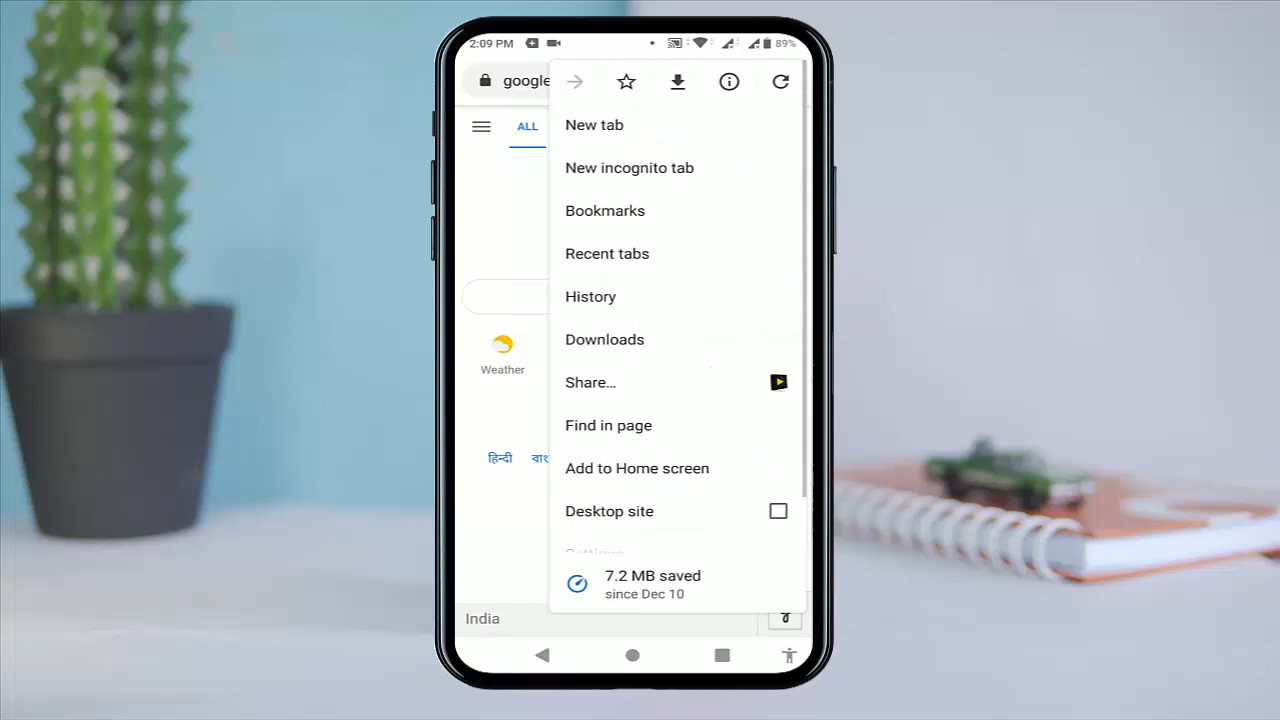 2:09 PM
89%
google
ALL
New tab
New incognito tab
Bookmarks
Recent tabs
History
Downloads
Weather
Share...
Find in page
हिन्दी
Add to Home screen
Desktop site
Settings
7.2 MB saved
since Dec 10
India